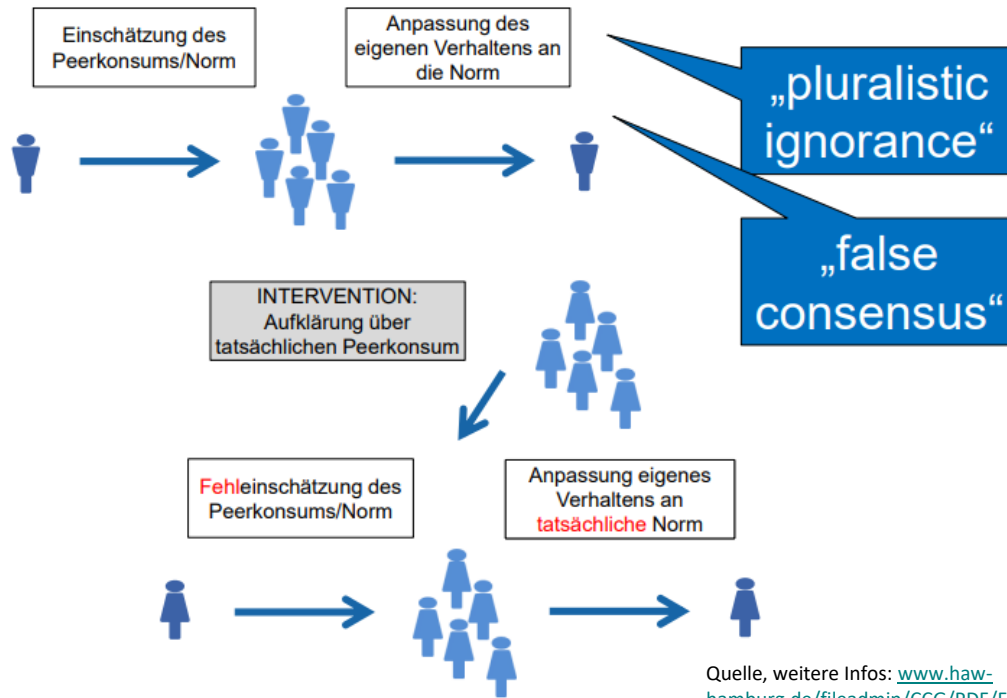 Einschätzung des
Peerkonsums/Norm
Anpassung des
eigenen Verhaltens an
die Norm
„pluralistic
ignorance“
„false
consensus“
INTERVENTION:
Aufklärung über
tatsächlichen Peerkonsum
Fehleinschätzung des
Peerkonsums/Norm
Anpassung eigenes
Verhaltens an
tatsächliche Norm
Quelle, weitere Infos: www.haw-